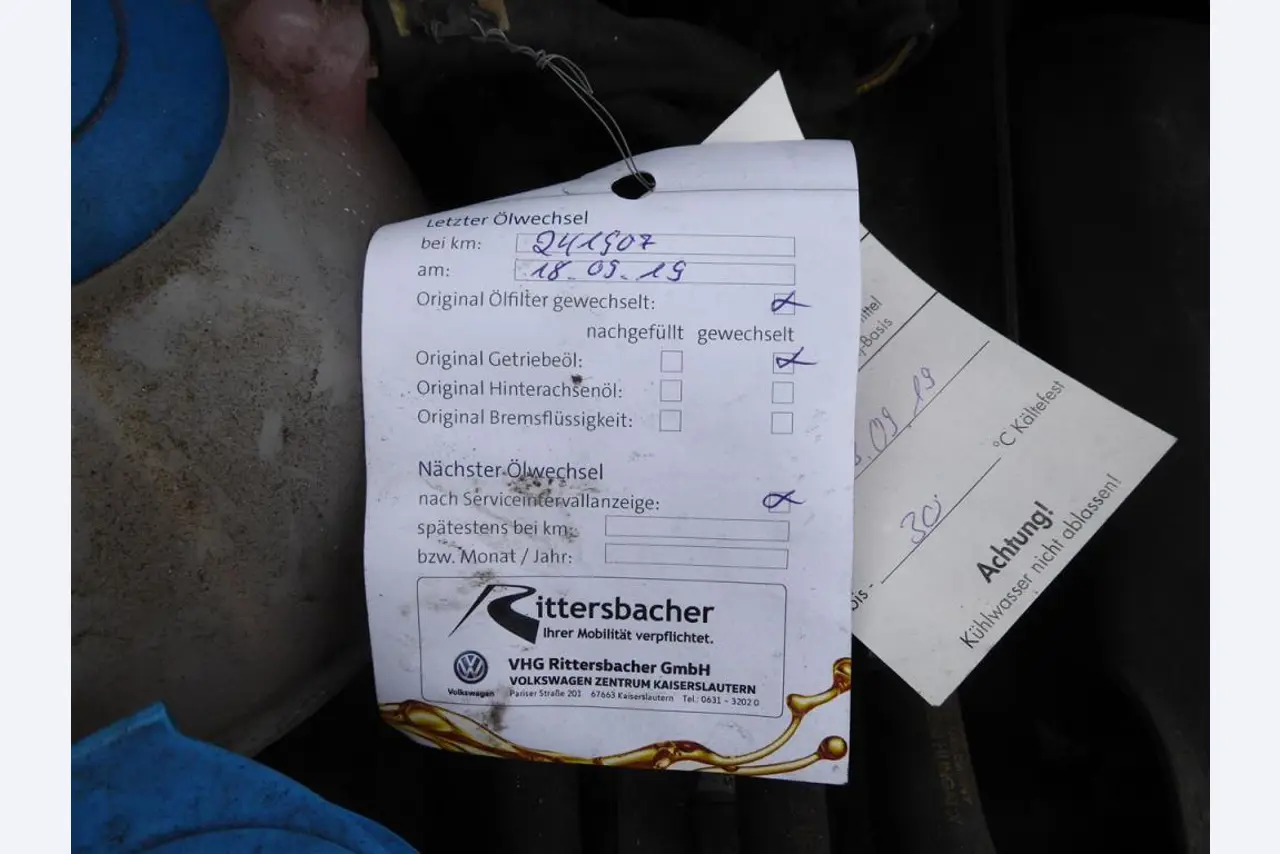 Letzter Ölwechsel
bei km: 241907
am: 18.09.19
Original Ölfilter gewechselt:
nachgefüllt gewechselt
Original Getriebeöl:
Original Hinterachsenöl:
Original Bremsflüssigkeit:
Nächster Ölwechsel
nach Serviceintervallanzeige:
spätestens bei km:
bzw. Monat / Jahr:
Rittersbacher
Ihrer Mobilität verpflichtet.
VHG Rittersbacher GmbH
VOLKSWAGEN ZENTRUM KAISERSLAUTERN
Volkswagen
Pariser Straße 201 67663 Kaiserslautern Tel.: 0631 - 3202 0
-Basis
.09.19
bis - 30 °C Kältefest
Achtung!
Kühlwasser nicht ablassen!